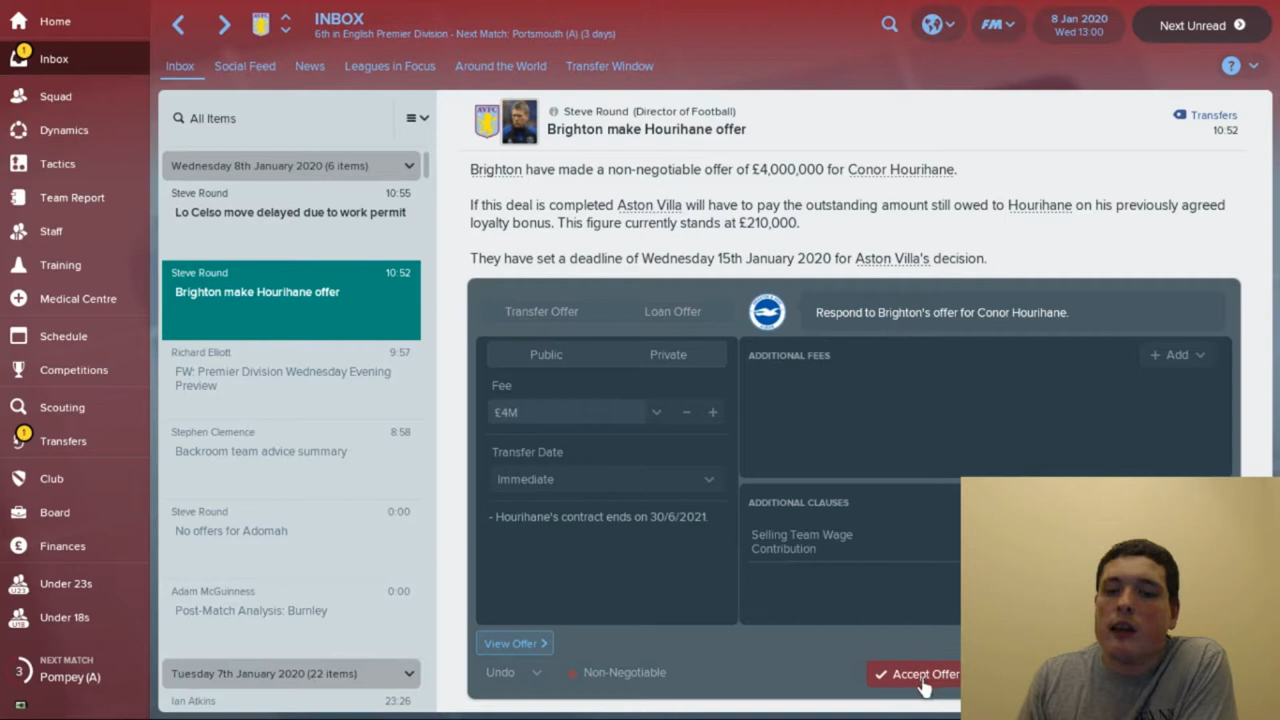 Home
1
Inbox
Squad
Dynamics
Tactics
Team Report
Staff
Training
Medical Centre
Schedule
Competitions
Scouting
1
Transfers
Club
Board
Finances
U23
Under 23s
U18
Under 18s
3
NEXT MATCH
Pompey (A)
INBOX
6th in English Premier Division - Next Match: Portsmouth (A) (3 days)
FM
8 Jan 2020
Wed 13:00
Next Unread
Inbox
Social Feed
News
Leagues in Focus
Around the World
Transfer Window
?
All Items
Wednesday 8th January 2020 (6 items)
Steve Round 10:55
Lo Celso move delayed due to work permit
Steve Round 10:52
Brighton make Hourihane offer
Richard Elliott 9:57
FW: Premier Division Wednesday Evening
Preview
Stephen Clemence 8:58
Backroom team advice summary
Steve Round 0:00
No offers for Adomah
Adam McGuinness 0:00
Post-Match Analysis: Burnley
Tuesday 7th January 2020 (22 items)
Ian Atkins 23:26
AVFC
Steve Round (Director of Football)
Brighton make Hourihane offer
Transfers
10:52
Brighton have made a non-negotiable offer of £4,000,000 for Conor Hourihane.
If this deal is completed Aston Villa will have to pay the outstanding amount still owed to Hourihane on his previously agreed
loyalty bonus. This figure currently stands at £210,000.
They have set a deadline of Wednesday 15th January 2020 for Aston Villa's decision.
Transfer Offer
Loan Offer
Respond to Brighton's offer for Conor Hourihane.
Public
Private
Fee
£4M
Transfer Date
Immediate
- Hourihane's contract ends on 30/6/2021.
ADDITIONAL FEES
+ Add
ADDITIONAL CLAUSES
Selling Team Wage
Contribution
View Offer
Undo
Non-Negotiable
Accept Offer